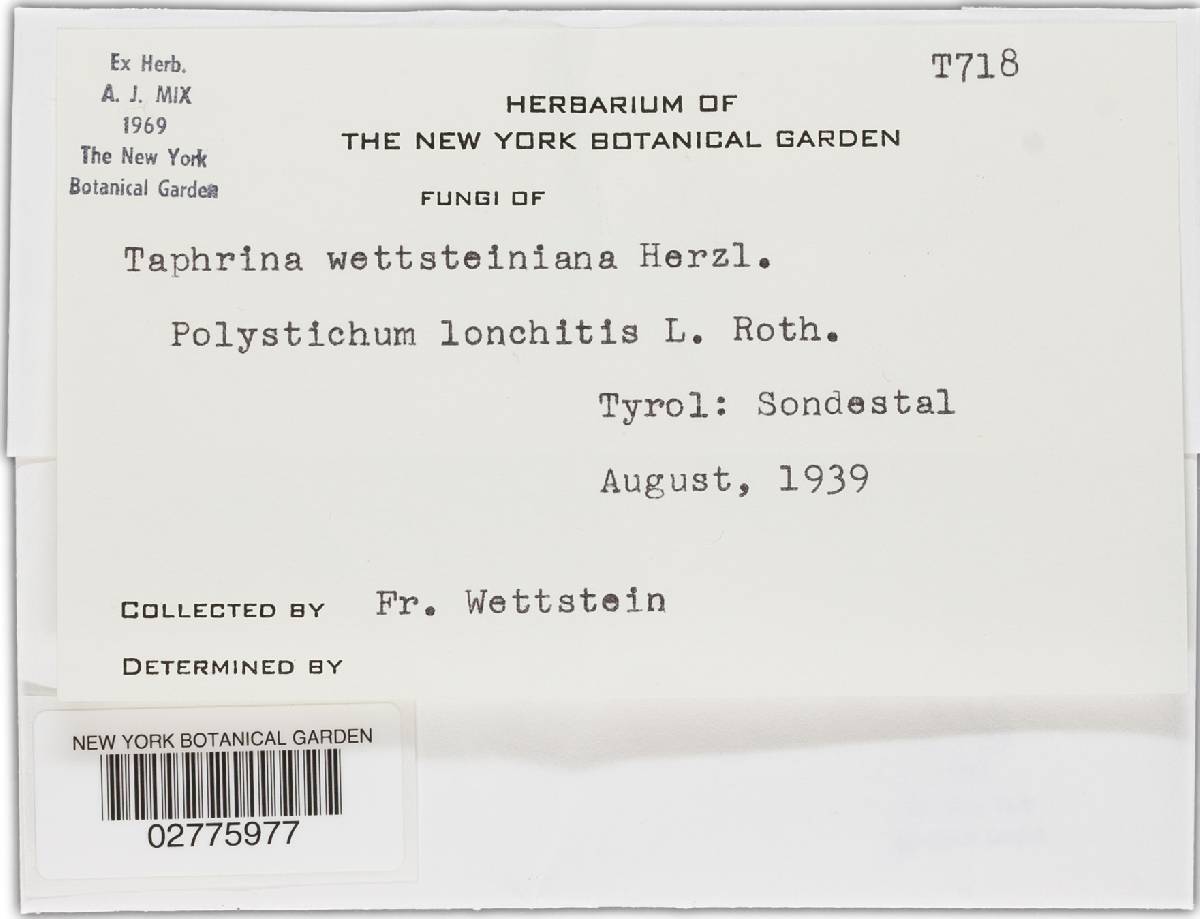 Ex Herb.
A. J. MIX
1969
The New York
Botanical Garden
T718
HERBARIUM OF
THE NEW YORK BOTANICAL GARDEN
FUNGI OF
Taphrina wettsteiniana Herzl.
Polystichum lonchitis L. Roth.
Tyrol: Sondestal
August, 1939
COLLECTED BY Fr. Wettstein
DETERMINED BY
NEW YORK BOTANICAL GARDEN
02775977